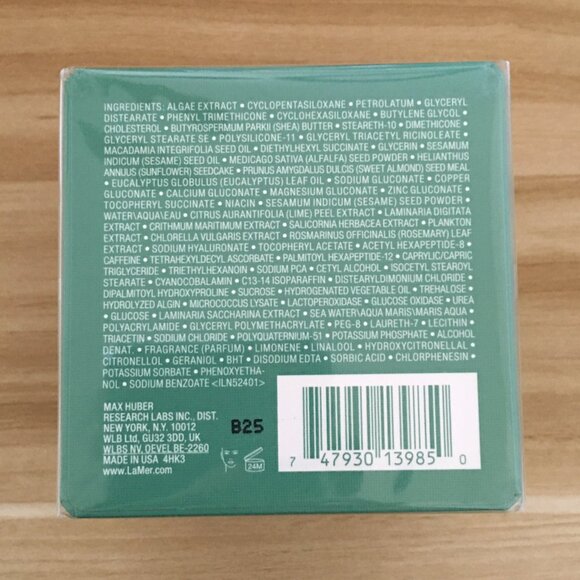 INGREDIENTS: ALGAE EXTRACT • CYCLOPENTASILOXANE • PETROLATUM • GLYCERYL
DISTEARATE • PHENYL TRIMETHICONE • CYCLOHEXASILOXANE • BUTYLENE GLYCOL •
CHOLESTEROL • BUTYROSPERMUM PARKII (SHEA) BUTTER • STEARETH-10 • DIMETHICONE •
GLYCERYL STEARATE SE • POLYSILICONE-11 • GLYCERYL TRIACETYL RICINOLEATE •
MACADAMIA INTEGRIFOLIA SEED OIL • DIETHYLHEXYL SUCCINATE • GLYCERIN • SESAMUM
INDICUM (SESAME) SEED OIL • MEDICAGO SATIVA (ALFALFA) SEED POWDER • HELIANTHUS
ANNUUS (SUNFLOWER) SEEDCAKE • PRUNUS AMYGDALUS DULCIS (SWEET ALMOND) SEED MEAL
• EUCALYPTUS GLOBULUS (EUCALYPTUS) LEAF OIL • SODIUM GLUCONATE • COPPER
GLUCONATE • CALCIUM GLUCONATE • MAGNESIUM GLUCONATE • ZINC GLUCONATE •
TOCOPHERYL SUCCINATE • NIACIN • SESAMUM INDICUM (SESAME) SEED POWDER
WATER\AQUA\EAU • CITRUS AURANTIFOLIA (LIME) PEEL EXTRACT • LAMINARIA DIGITATA
EXTRACT • CRITHMUM MARITIMUM EXTRACT • SALICORNIA HERBACEA EXTRACT • PLANKTON
EXTRACT • CHLORELLA VULGARIS EXTRACT • ROSMARINUS OFFICINALIS (ROSEMARY) LEAF
EXTRACT • SODIUM HYALURONATE • TOCOPHERYL ACETATE • ACETYL HEXAPEPTIDE-8 •
CAFFEINE • TETRAHEXYLDECYL ASCORBATE • PALMITOYL HEXAPEPTIDE-12 • CAPRYLIC/CAPRIC
TRIGLYCERIDE • TRIETHYLHEXANOIN • SODIUM PCA • CETYL ALCOHOL • ISOCETYL STEAROYL
STEARATE • CYANOCOBALAMIN • C13-14 ISOPARAFFIN • DISTEARYLDIMONIUM CHLORIDE •
DIPALMITOYL HYDROXYPROLINE • SUCROSE • HYDROGENATED VEGETABLE OIL • TREHALOSE •
HYDROLYZED ALGIN • MICROCOCCUS LYSATE • LACTOPEROXIDASE • GLUCOSE OXIDASE • UREA
• GLUCOSE • LAMINARIA SACCHARINA EXTRACT • SEA WATER\AQUA MARIS\MARIS AQUA •
POLYACRYLAMIDE • GLYCERYL POLYMETHACRYLATE • PEG-8 • LAURETH-7 • LECITHIN •
TRIACETIN • SODIUM CHLORIDE • POLYQUATERNIUM-51 • POTASSIUM PHOSPHATE • ALCOHOL
DENAT. • FRAGRANCE (PARFUM) • LIMONENE • LINALOOL • HYDROXYCITRONELLAL •
CITRONELLOL • GERANIOL • BHT • DISODIUM EDTA • SORBIC ACID • CHLORPHENESIN •
POTASSIUM SORBATE • PHENOXYETHA-
NOL • SODIUM BENZOATE <ILN52401>
MAX HUBER
RESEARCH LABS INC., DIST.
NEW YORK, N.Y. 10012
WLB Ltd, GU32 3DD, UK
WLBS NV. OEVEL BE-2260
MADE IN USA 4HK3
www.LaMer.com
B25
24M
7 47930 13985 0